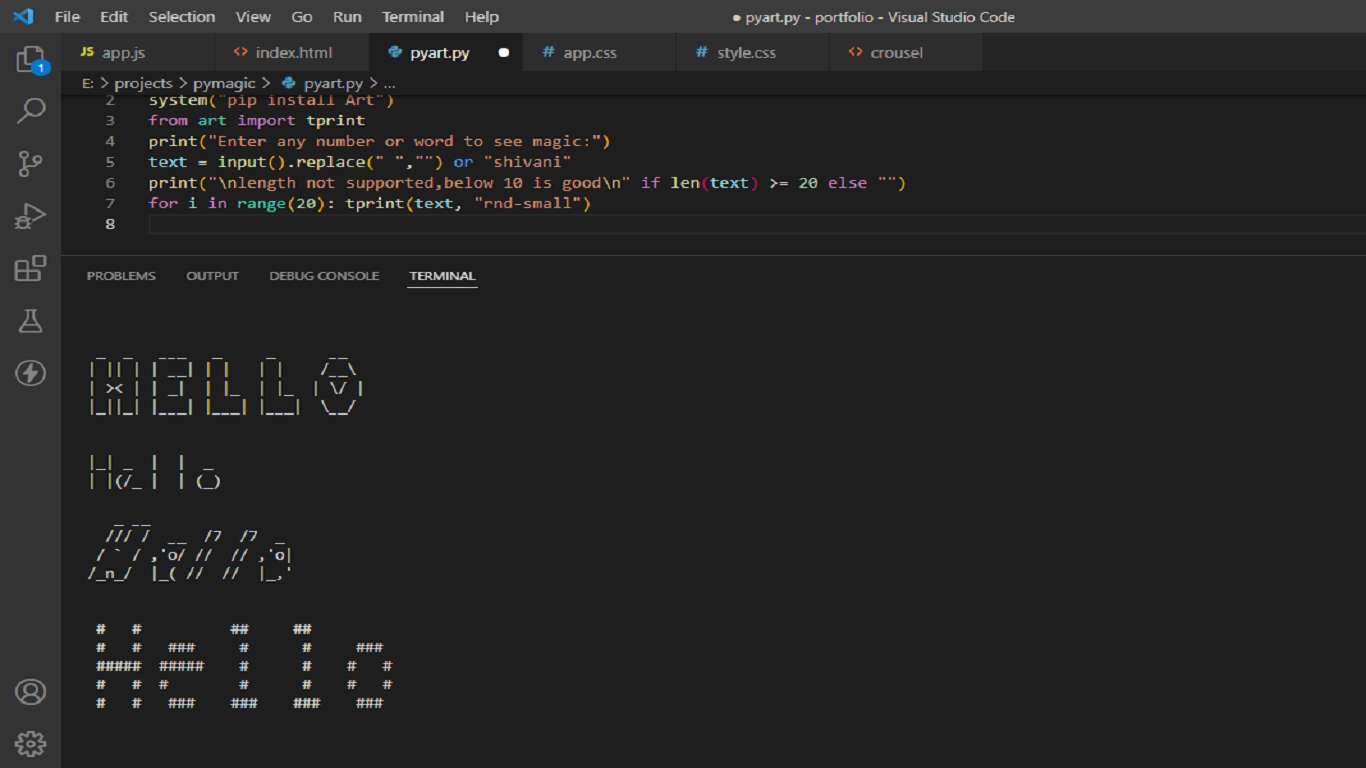 File Edit Selection View Go Run Terminal Help ● pyart.py - portfolio - Visual Studio Code
JS app.js <> index.html pyart.py ● # app.css # style.css <> crousel
E: > projects > pymagic > pyart.py > ...
1
2 system("pip install Art")
3 from art import tprint
4 print("Enter any number or word to see magic:")
5 text = input().replace(" ","") or "shivani"
6 print("\nlength not supported,below 10 is good\n" if len(text) >= 20 else "")
7 for i in range(20): tprint(text, "rnd-small")
8
PROBLEMS OUTPUT DEBUG CONSOLE TERMINAL
HELLO
Hello
Hello
Hello